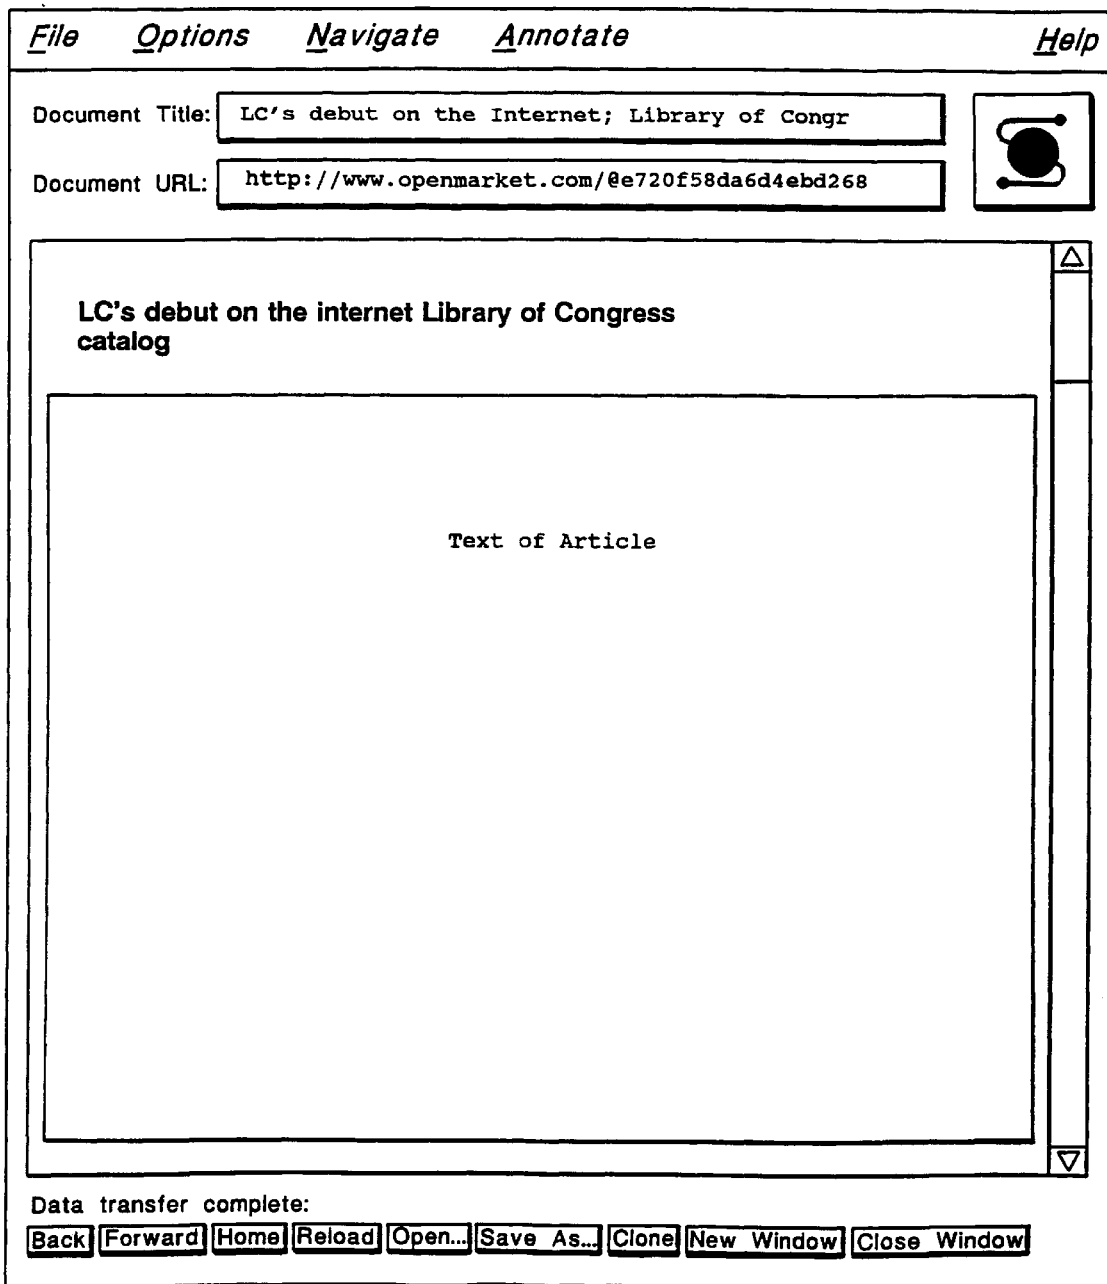 File Options Navigate Annotate Help
Document Title: LC's debut on the Internet; Library of Congr
Document URL: http://www.openmarket.com/@e720f58da6d4ebd268
LC's debut on the internet Library of Congress
catalog
Text of Article
Data transfer complete:
Back Forward Home Reload Open... Save As... Clone New Window Close Window